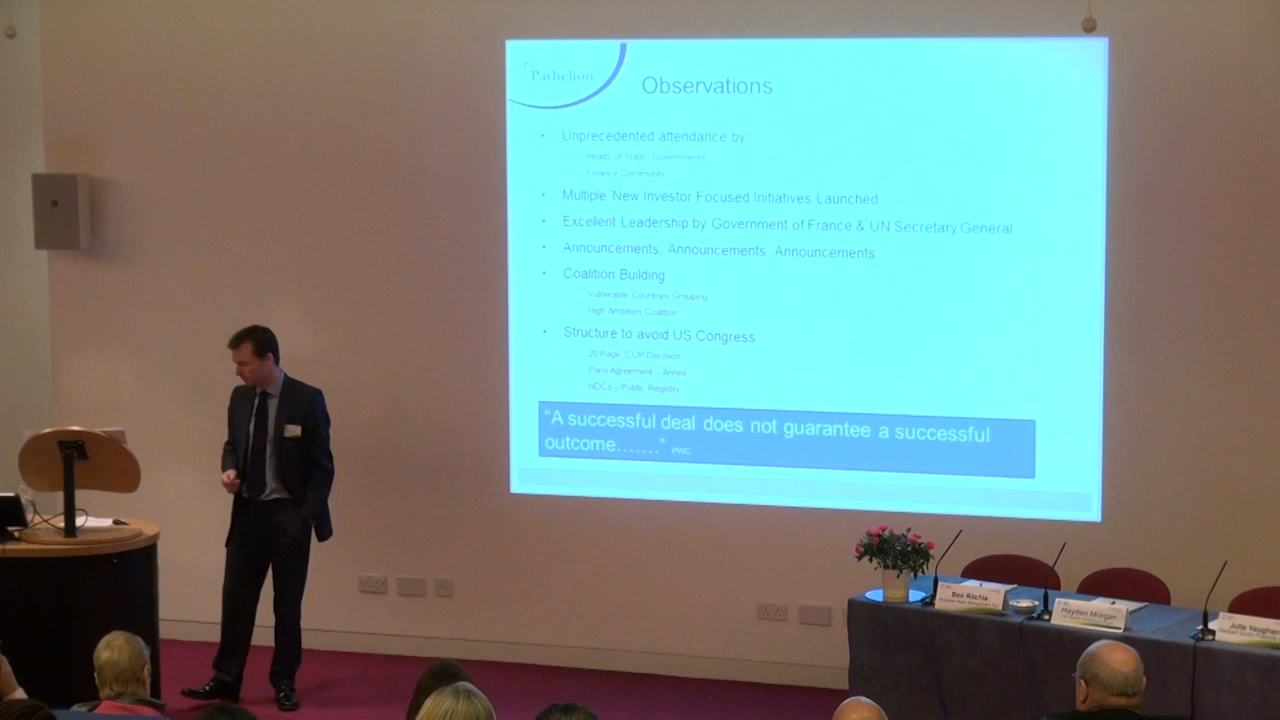 Parhelion
Observations
• Unprecedented attendance by:
– Heads of State / Governments
– Finance Community
• Multiple New Investor Focused Initiatives Launched
• Excellent Leadership by Government of France & UN Secretary General
• Announcements, Announcements, Announcements
• Coalition Building
– Vulnerable Countries Grouping
– High Ambition Coalition
• Structure to avoid US Congress
– 20 Page COP Decision
– Paris Agreement – Annex
– NDCs – Public Registry
“A successful deal does not guarantee a successful
outcome…….” PWC
Ben Ritchie
Haydon Morgan
Julia